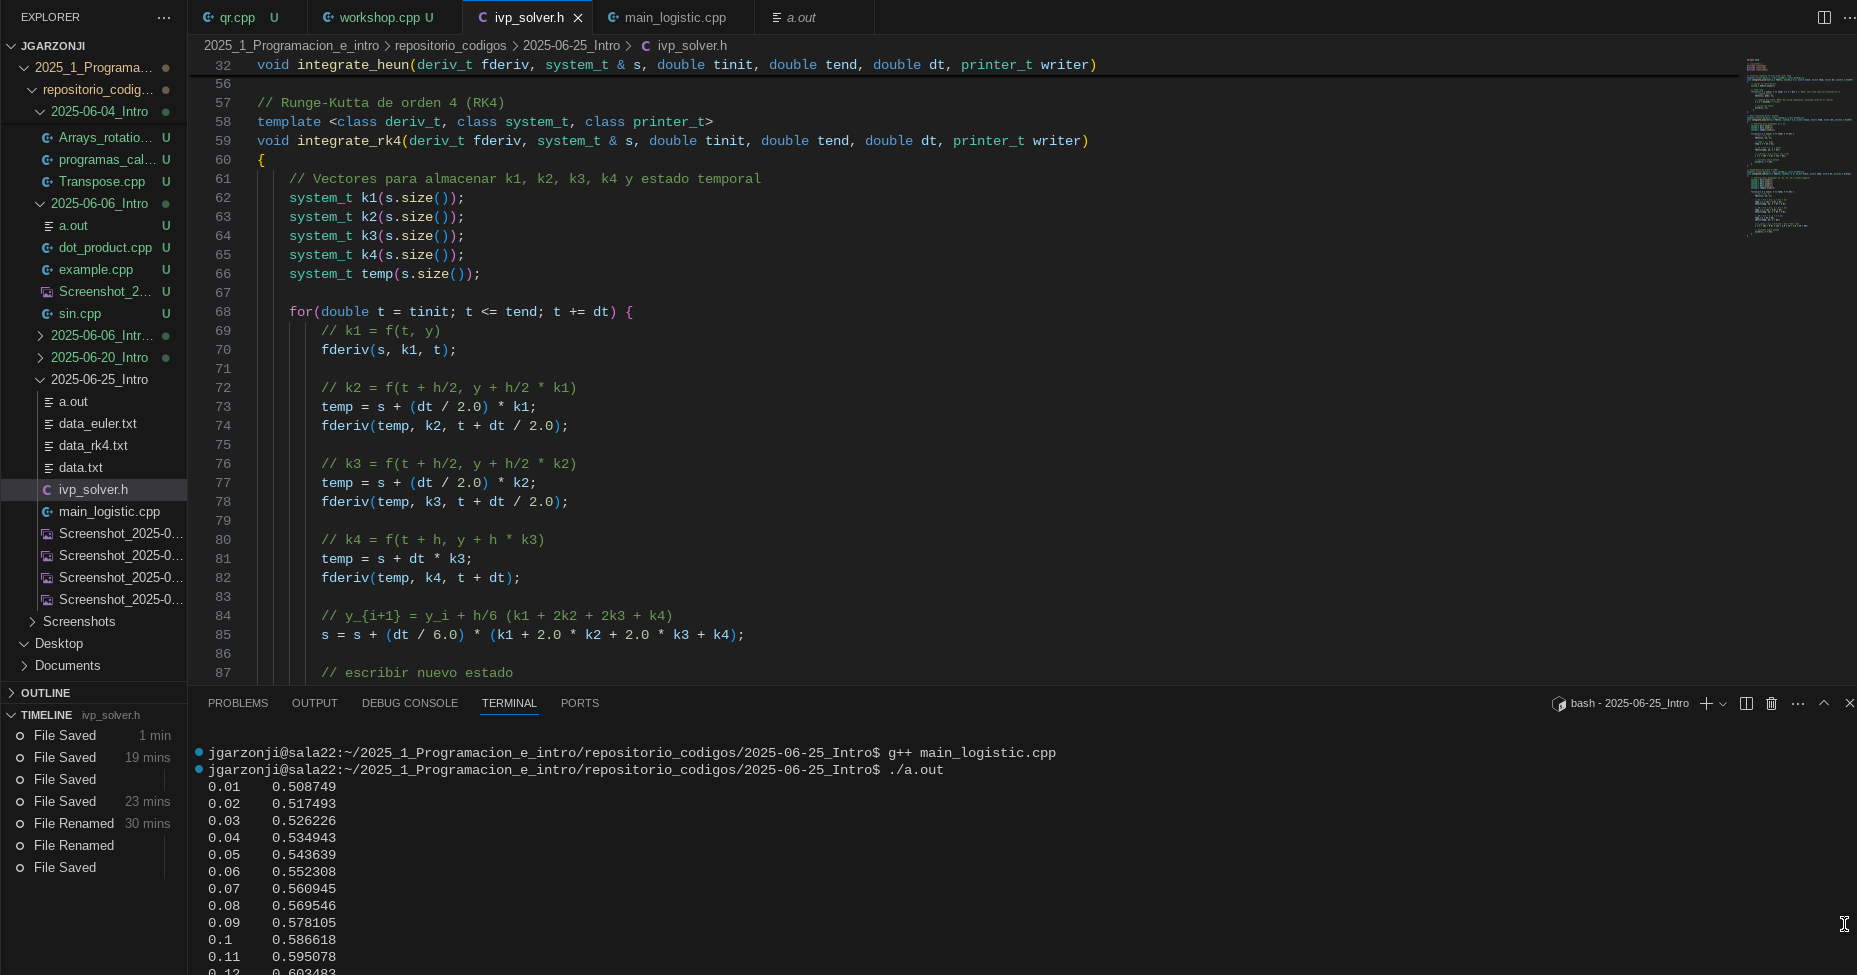 EXPLORER
JGARZONJI
2025_1_Programa...
repositorio_codig...
2025-06-04_Intro
Arrays_rotatio... U
programas_cal... U
Transpose.cpp U
2025-06-06_Intro
a.out U
dot_product.cpp U
example.cpp U
Screenshot_2... U
sin.cpp U
2025-06-06_Intr...
2025-06-20_Intro
2025-06-25_Intro
a.out
data_euler.txt
data_rk4.txt
data.txt
ivp_solver.h
main_logistic.cpp
Screenshot_2025-0...
Screenshot_2025-0...
Screenshot_2025-0...
Screenshot_2025-0...
Screenshots
Desktop
Documents
OUTLINE
TIMELINE ivp_solver.h
File Saved 1 min
File Saved 19 mins
File Saved
File Saved 23 mins
File Renamed 30 mins
File Renamed
File Saved
qr.cpp U workshop.cpp U ivp_solver.h main_logistic.cpp a.out
2025_1_Programacion_e_intro > repositorio_codigos > 2025-06-25_Intro > ivp_solver.h
32 void integrate_heun(deriv_t fderiv, system_t & s, double tinit, double tend, double dt, printer_t writer)
56
57 // Runge-Kutta de orden 4 (RK4)
58 template <class deriv_t, class system_t, class printer_t>
59 void integrate_rk4(deriv_t fderiv, system_t & s, double tinit, double tend, double dt, printer_t writer)
60 {
61 // Vectores para almacenar k1, k2, k3, k4 y estado temporal
62 system_t k1(s.size());
63 system_t k2(s.size());
64 system_t k3(s.size());
65 system_t k4(s.size());
66 system_t temp(s.size());
67
68 for(double t = tinit; t <= tend; t += dt) {
69 // k1 = f(t, y)
70 fderiv(s, k1, t);
71
72 // k2 = f(t + h/2, y + h/2 * k1)
73 temp = s + (dt / 2.0) * k1;
74 fderiv(temp, k2, t + dt / 2.0);
75
76 // k3 = f(t + h/2, y + h/2 * k2)
77 temp = s + (dt / 2.0) * k2;
78 fderiv(temp, k3, t + dt / 2.0);
79
80 // k4 = f(t + h, y + h * k3)
81 temp = s + dt * k3;
82 fderiv(temp, k4, t + dt);
83
84 // y_{i+1} = y_i + h/6 (k1 + 2k2 + 2k3 + k4)
85 s = s + (dt / 6.0) * (k1 + 2.0 * k2 + 2.0 * k3 + k4);
86
87 // escribir nuevo estado
PROBLEMS OUTPUT DEBUG CONSOLE TERMINAL PORTS bash - 2025-06-25_Intro
jgarzonji@sala22:~/2025_1_Programacion_e_intro/repositorio_codigos/2025-06-25_Intro$ g++ main_logistic.cpp
jgarzonji@sala22:~/2025_1_Programacion_e_intro/repositorio_codigos/2025-06-25_Intro$ ./a.out
0.01 0.508749
0.02 0.517493
0.03 0.526226
0.04 0.534943
0.05 0.543639
0.06 0.552308
0.07 0.560945
0.08 0.569546
0.09 0.578105
0.1 0.586618
0.11 0.595078
0.12 0.603483